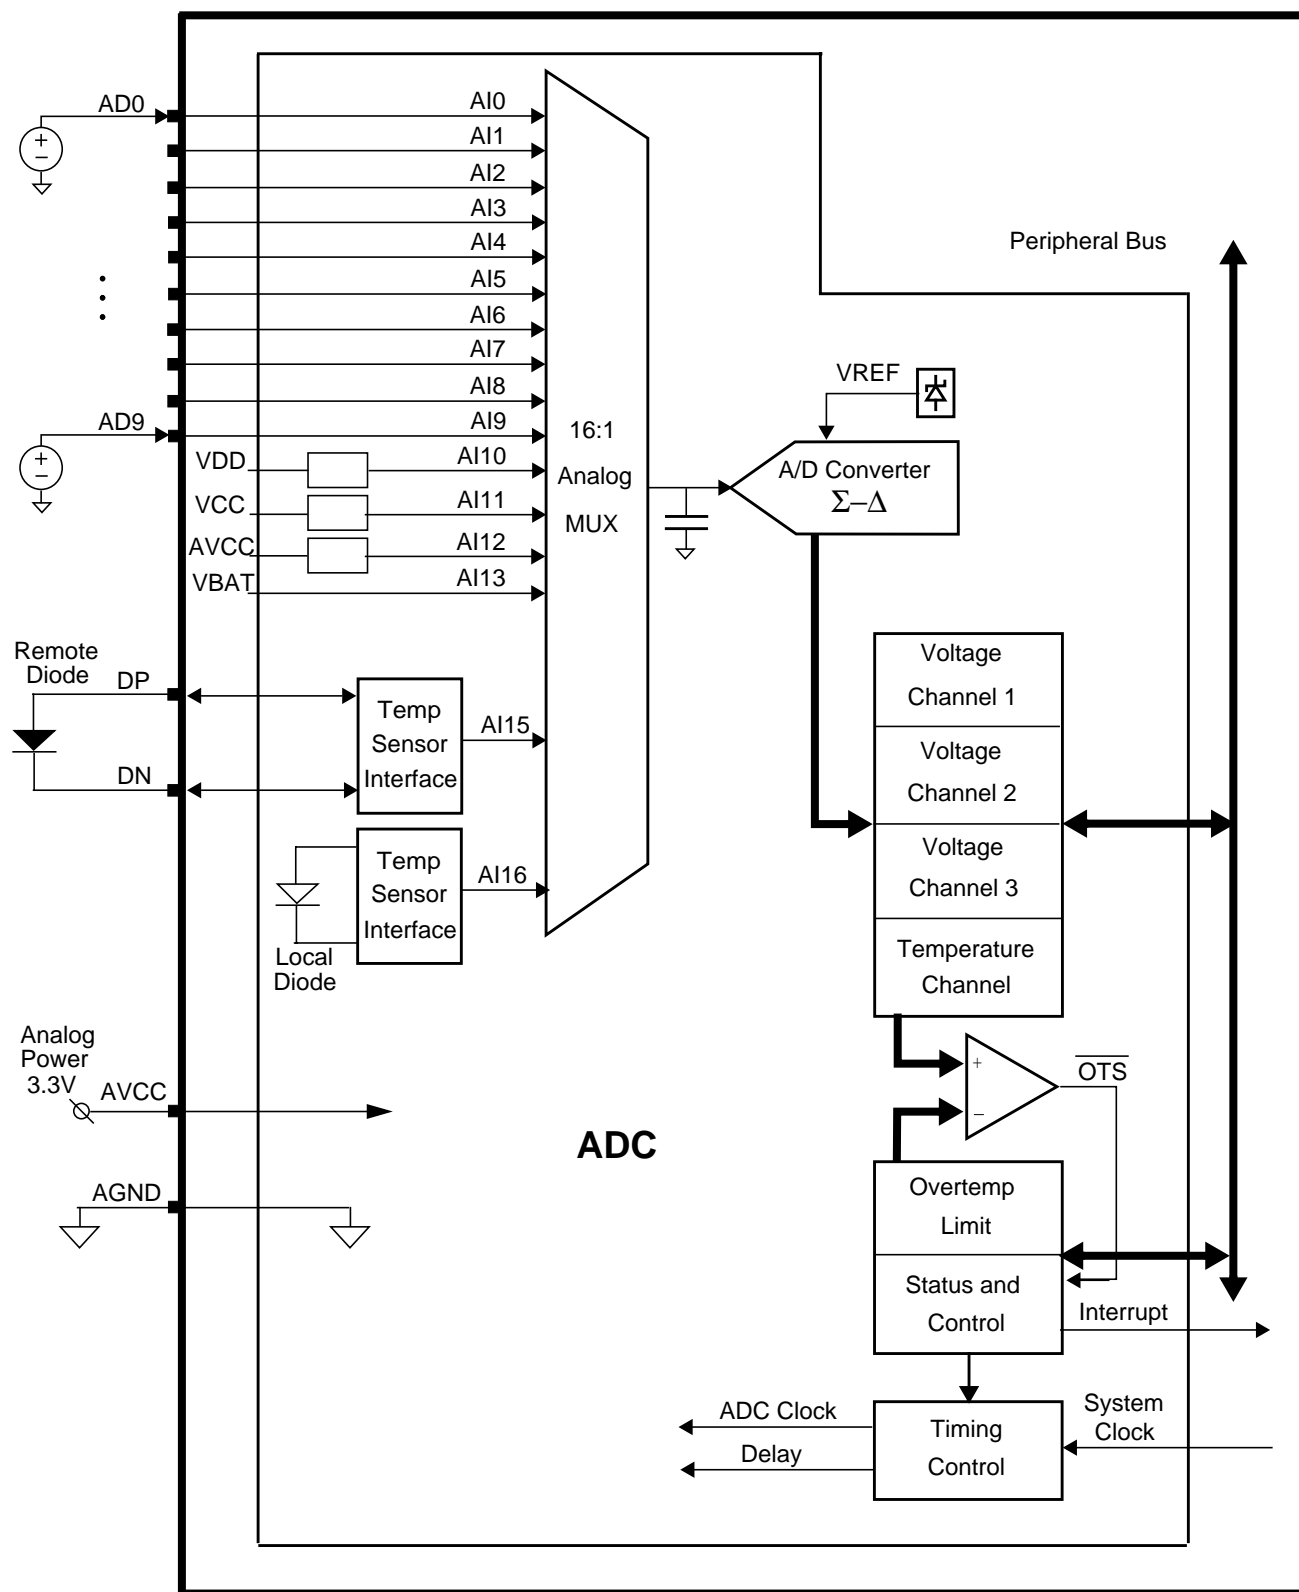 AD0
AI0
AI1
AI2
AI3
AI4
AI5
AI6
AI7
AI8
AD9
AI9
VDD
AI10
VCC
AI11
AVCC
AI12
VBAT
AI13
16:1
Analog
MUX
Peripheral Bus
VREF
A/D Converter
Σ–Δ
Remote
Diode
DP
DN
Temp
Sensor
Interface
AI15
Temp
Sensor
Interface
AI16
Local
Diode
Voltage
Channel 1
Voltage
Channel 2
Voltage
Channel 3
Temperature
Channel
Analog
Power
3.3V
AVCC
AGND
ADC
OTS
Overtemp
Limit
Status and
Control
Interrupt
ADC Clock
Delay
Timing
Control
System
Clock